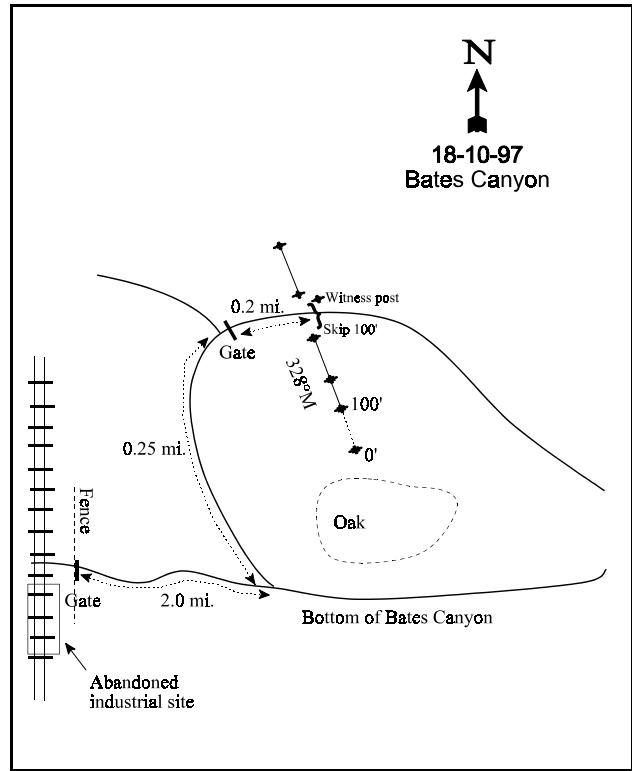 N
18-10-97
Bates Canyon
Witness post
0.2 mi.
Skip 100'
Gate
328°M
100'
0.25 mi.
0'
Fence
Oak
Gate
2.0 mi.
Bottom of Bates Canyon
Abandoned
industrial site